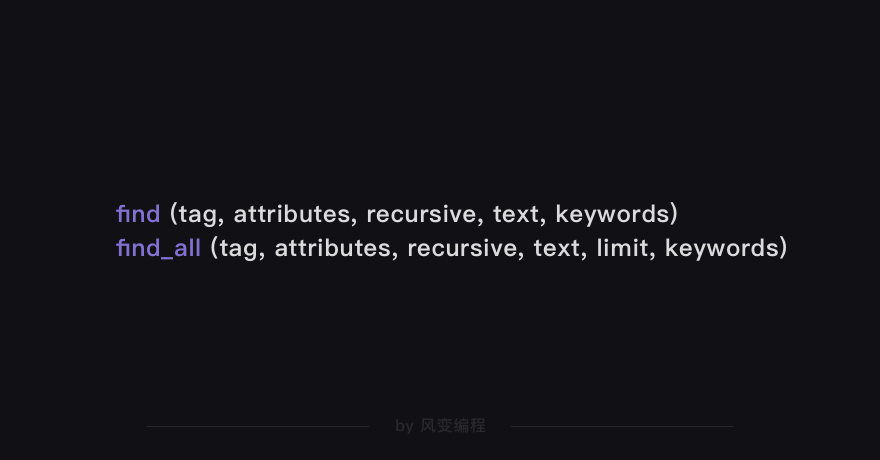 find (tag, attributes, recursive, text, keywords)
find_all (tag, attributes, recursive, text, limit, keywords)
by 风变编程